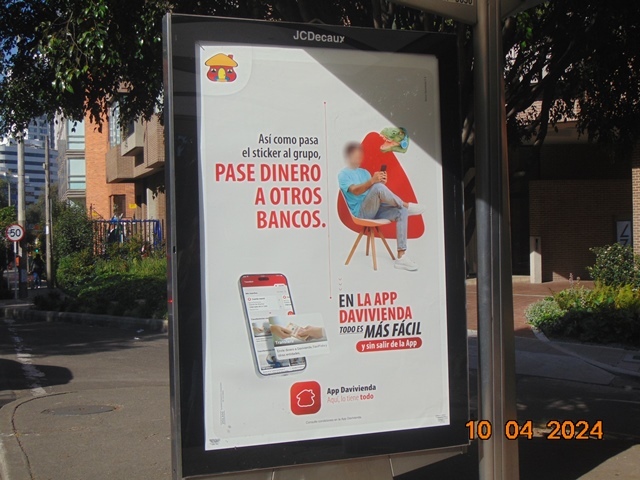 JCDecaux
Así como pasa
el sticker al grupo,
PASE DINERO
A OTROS
BANCOS.
50
EN LA APP
DAVIVIENDA
TODO ES MÁS FÁCIL
y sin salir de la App
App Davivienda
Aquí, lo tiene todo
10 04 2024